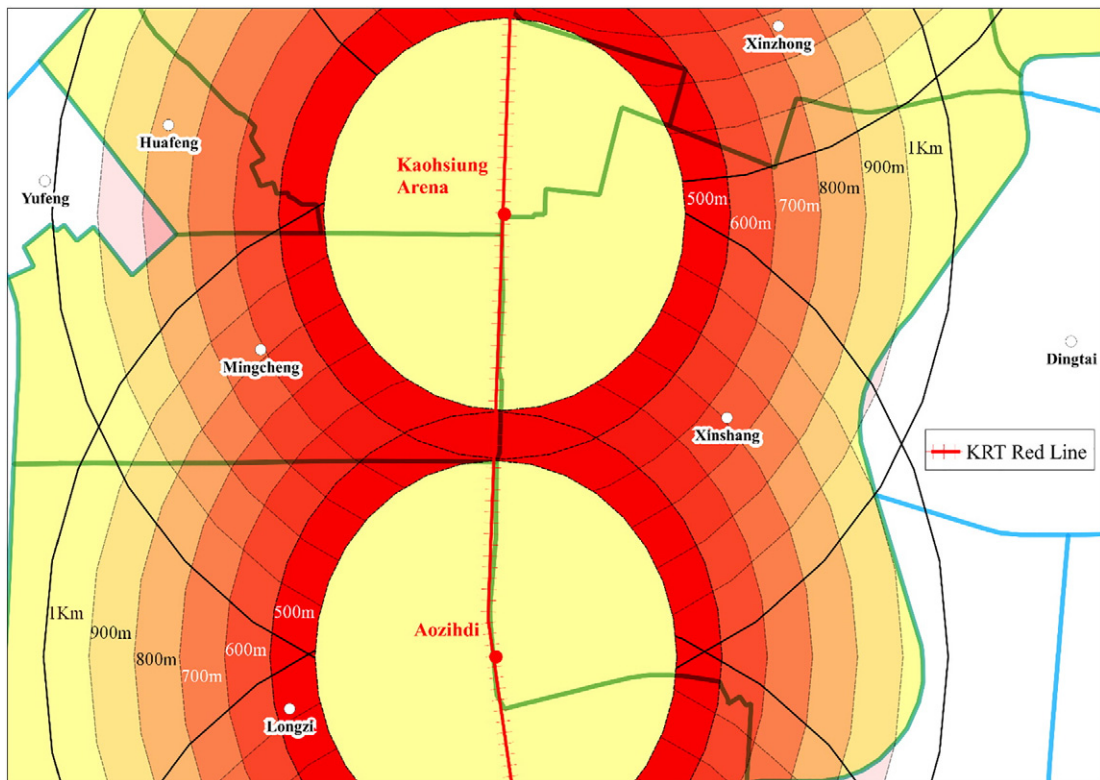 Xinzhong
Huafeng
Yufeng
Kaohsiung
Arena
500m
600m
700m
800m
900m
1Km
Mingcheng
Dingtai
Xinshang
KRT Red Line
Aozihdi
1Km
900m
800m
700m
600m
500m
Longzi